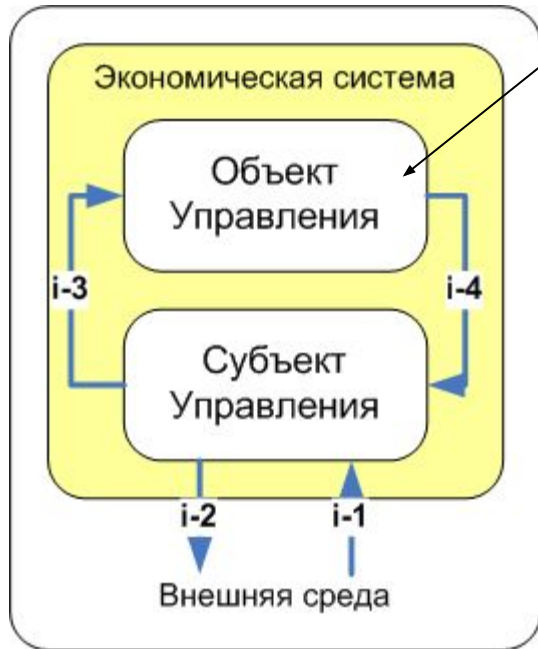 Экономическая система
Объект
Управления
i-3
i-4
Субъект
Управления
i-2
i-1
Внешняя среда